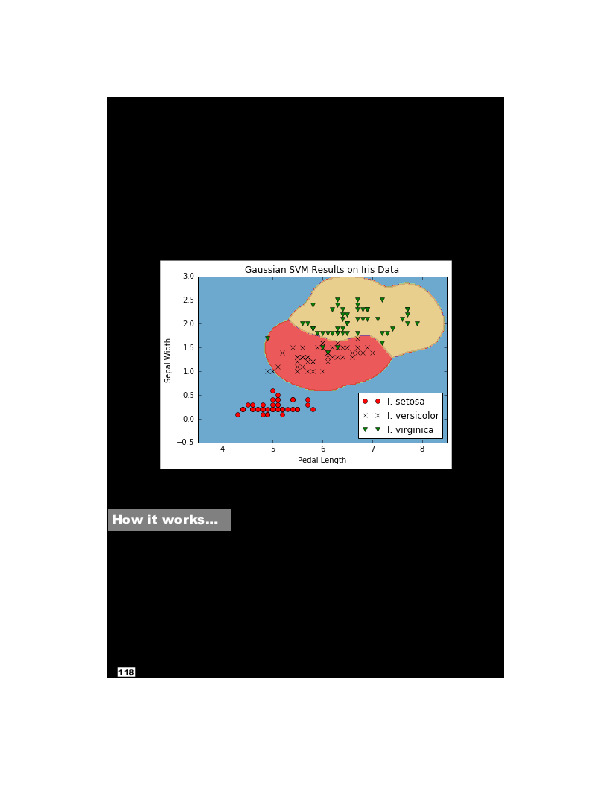 Gaussian SVM Results on Iris Data
3.0
2.5
2.0
1.5
1.0
0.5
0.0
−0.5
Sepal Width
4
5
6
7
8
Pedal Length
I. setosa
I. versicolor
I. virginica
How it works...
118